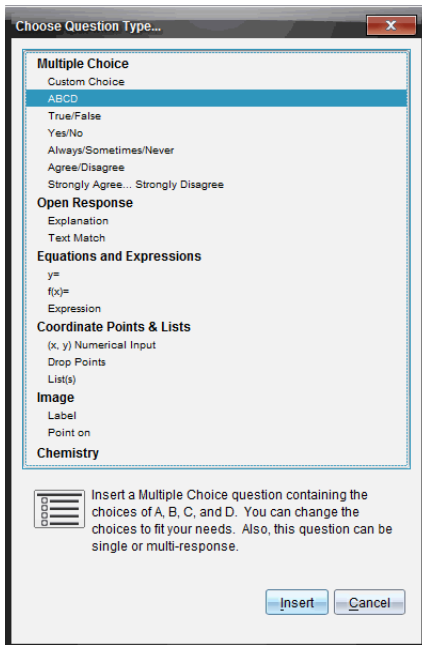 Choose Question Type...
Multiple Choice
Custom Choice
ABCD
True/False
Yes/No
Always/Sometimes/Never
Agree/Disagree
Strongly Agree... Strongly Disagree
Open Response
Explanation
Text Match
Equations and Expressions
y=
f(x)=
Expression
Coordinate Points & Lists
(x, y) Numerical Input
Drop Points
List(s)
Image
Label
Point on
Chemistry
Insert a Multiple Choice question containing the
choices of A, B, C, and D.  You can change the
choices to fit your needs.  Also, this question can be
single or multi-response.
Insert Cancel